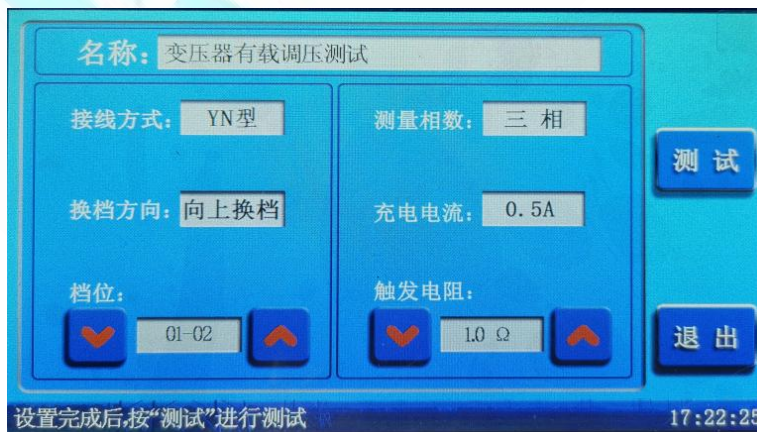 名称：变压器有载调压测试
接线方式：YN型
测量相数：三 相
测 试
换档方向：向上换档
充电电流：0.5A
档位：
01-02
触发电阻：
1.0 Ω
退 出
设置完成后,按“测试”进行测试
17:22:25